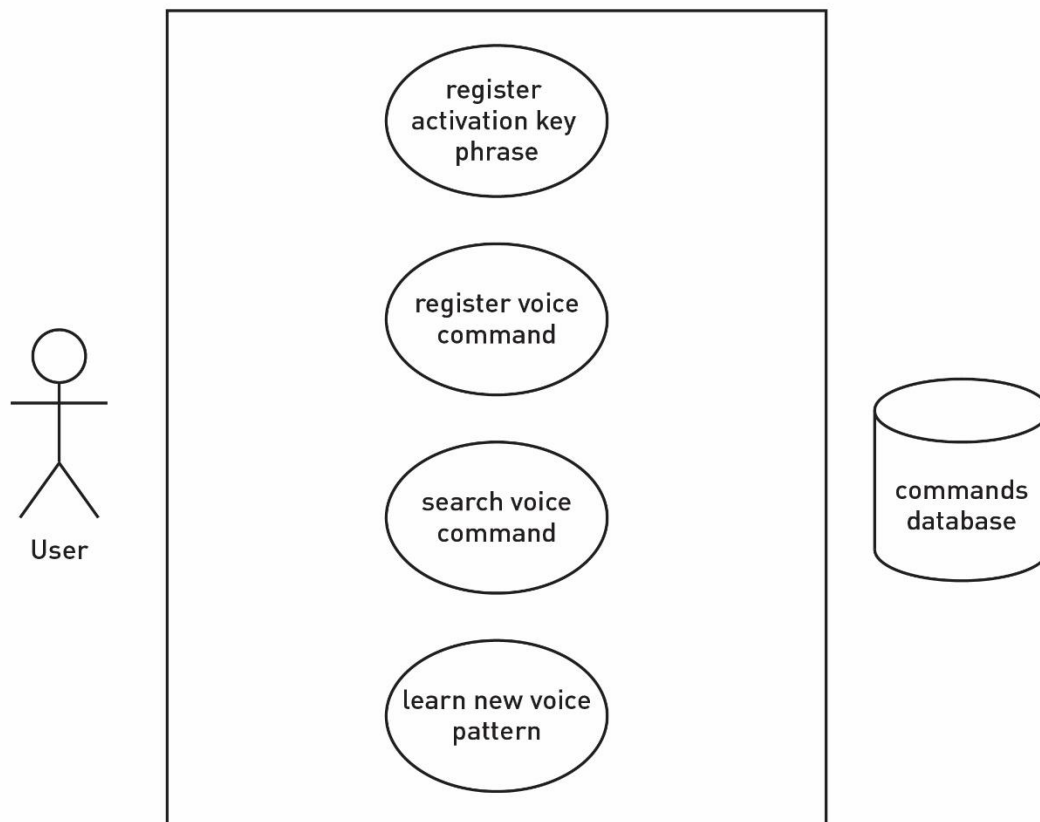 register
activation key
phrase
register voice
command
search voice
command
learn new voice
pattern
User
commands
database